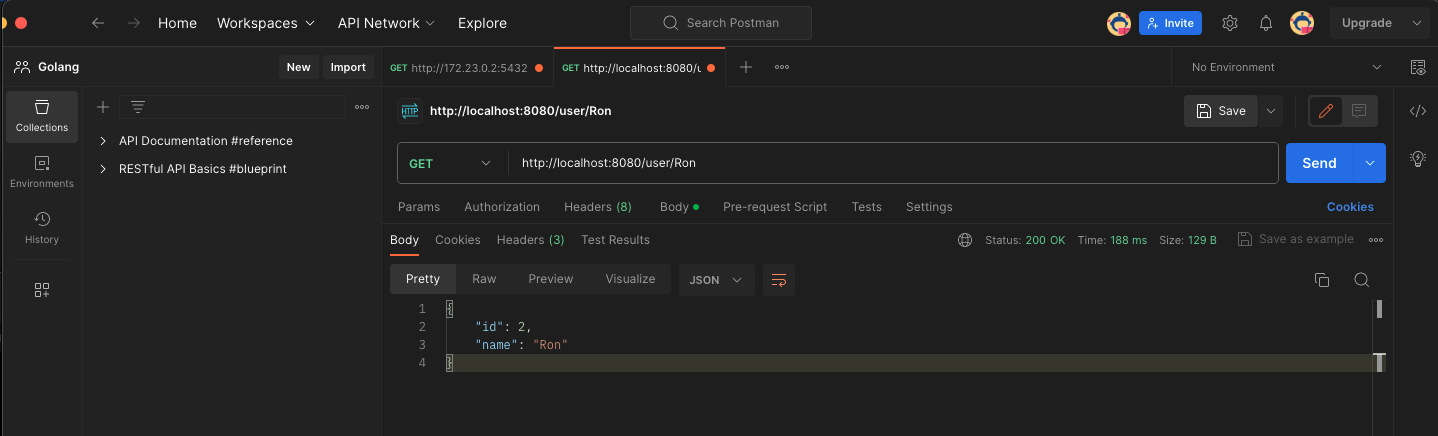 Home Workspaces API Network Explore Search Postman Invite Upgrade
Golang New Import GET http://172.23.0.2:5432 GET http://localhost:8080/u No Environment
HTTP http://localhost:8080/user/Ron Save
Collections
API Documentation #reference
RESTful API Basics #blueprint
Environments
History
GET http://localhost:8080/user/Ron Send
Params Authorization Headers (8) Body Pre-request Script Tests Settings Cookies
Body Cookies Headers (3) Test Results Status: 200 OK Time: 188 ms Size: 129 B Save as example
Pretty Raw Preview Visualize JSON
1 {
2 "id": 2,
3 "name": "Ron"
4 }